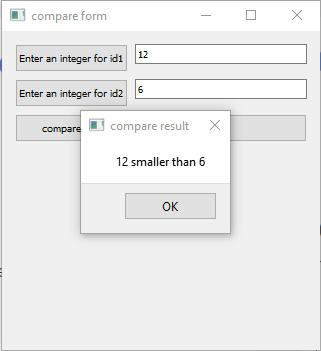 compare form
Enter an integer for id1
12
Enter an integer for id2
6
compare
compare result
12 smaller than 6
OK